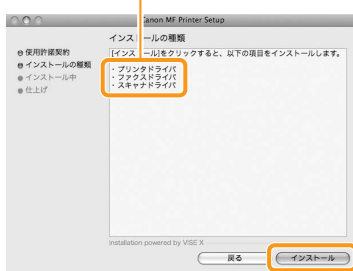 Canon MF Printer Setup
インストールの種類
使用許諾契約
インストールの種類
インストール中
仕上げ
[インストール]をクリックすると、以下の項目をインストールします。
・プリンタドライバ
・ファクスドライバ
・スキャナドライバ
Installation powered by VISE X
戻る
インストール